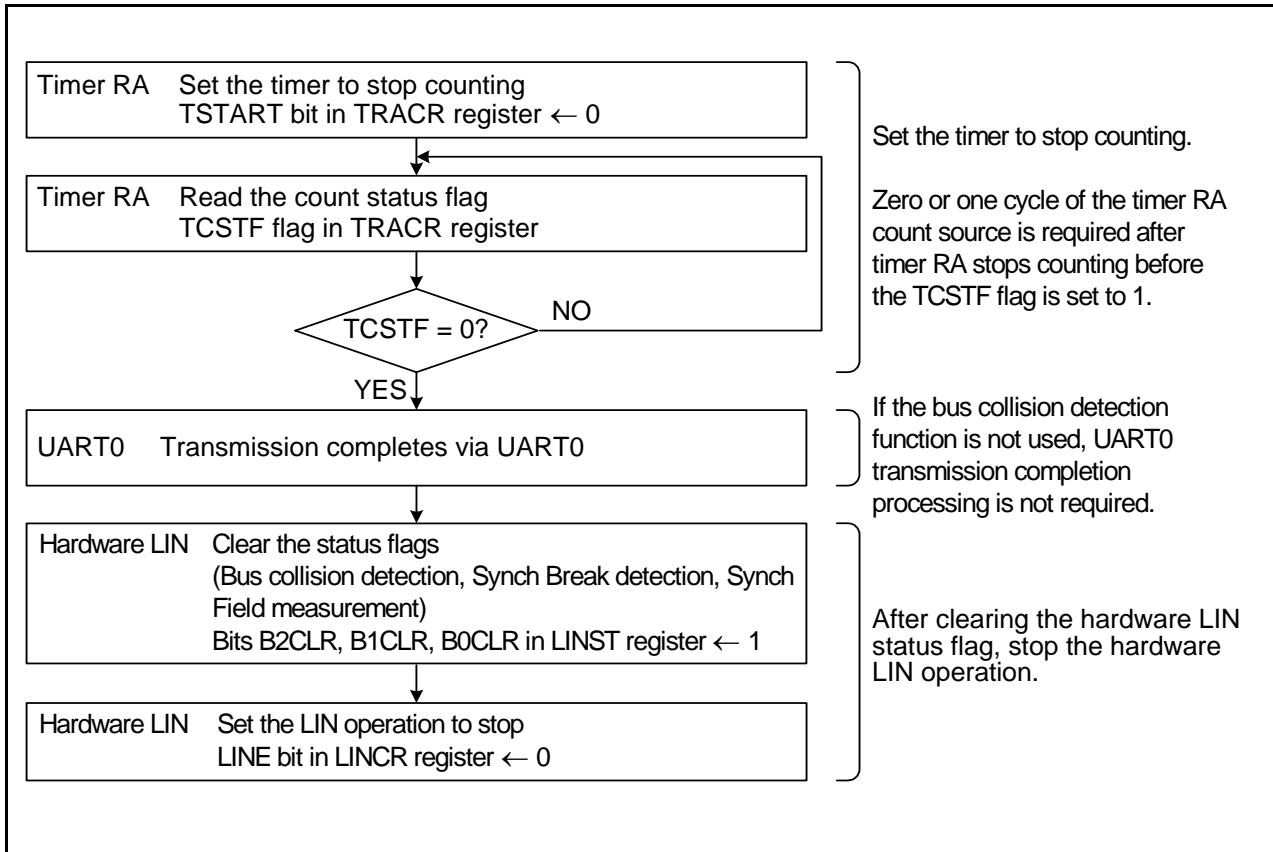 Timer RA Set the timer to stop counting
TSTART bit in TRACR register ← 0
Timer RA Read the count status flag
TCSTF flag in TRACR register
TCSTF = 0?
NO
YES
Set the timer to stop counting.
Zero or one cycle of the timer RA
count source is required after
timer RA stops counting before
the TCSTF flag is set to 1.
UART0 Transmission completes via UART0
If the bus collision detection
function is not used, UART0
transmission completion
processing is not required.
Hardware LIN Clear the status flags
(Bus collision detection, Synch Break detection, Synch
Field measurement)
Bits B2CLR, B1CLR, B0CLR in LINST register ← 1
Hardware LIN Set the LIN operation to stop
LINE bit in LINCR register ← 0
After clearing the hardware LIN
status flag, stop the hardware
LIN operation.